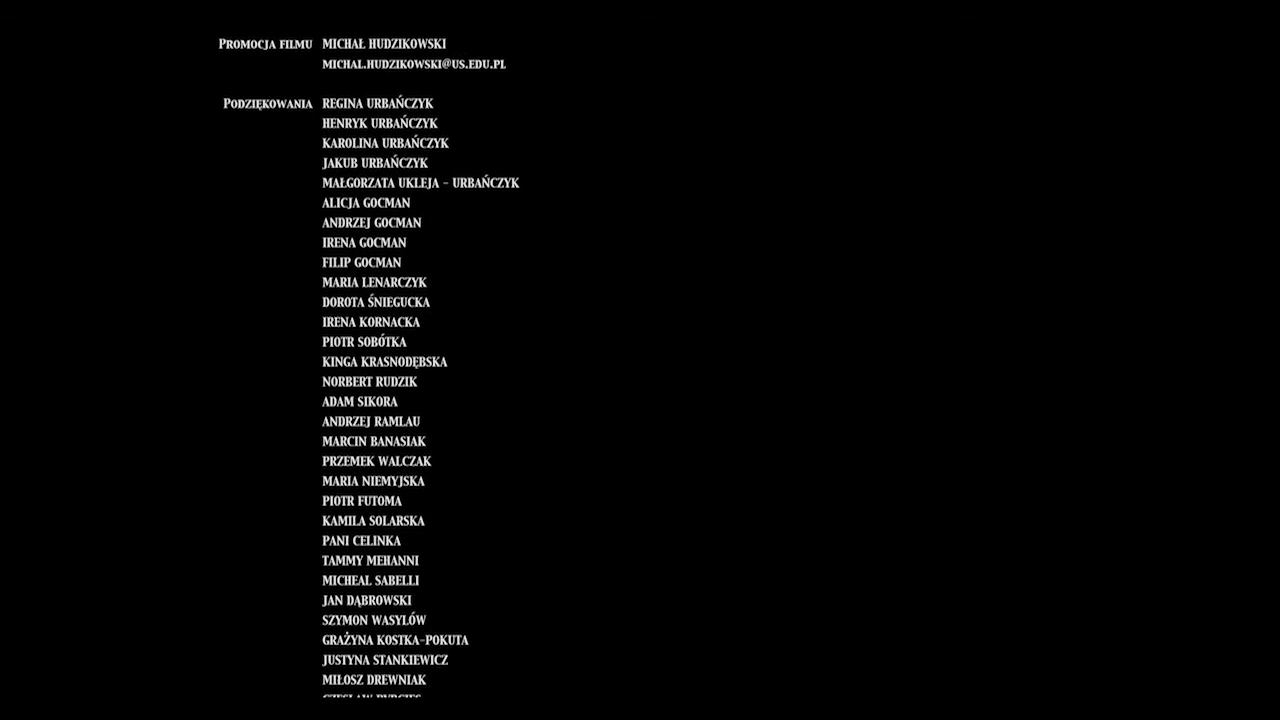 Promocja filmu MICHAŁ HUDZIKOWSKI
MICHAL.HUDZIKOWSKI@US.EDU.PL
Podziękowania REGINA URBAŃCZYK
HENRYK URBAŃCZYK
KAROLINA URBAŃCZYK
JAKUB URBAŃCZYK
MAŁGORZATA UKLEJA - URBAŃCZYK
ALICJA GOCMAN
ANDRZEJ GOCMAN
IRENA GOCMAN
FILIP GOCMAN
MARIA LENARCZYK
DOROTA ŚNIEGUCKA
IRENA KORNACKA
PIOTR SOBÓTKA
KINGA KRASNODĘBSKA
NORBERT RUDZIK
ADAM SIKORA
ANDRZEJ RAMLAU
MARCIN BANASIAK
PRZEMEK WALCZAK
MARIA NIEMYJSKA
PIOTR FUTOMA
KAMILA SOLARSKA
PANI CELINKA
TAMMY MEHANNI
MICHEAL SABELLI
JAN DĄBROWSKI
SZYMON WASYLÓW
GRAŻYNA KOSTKA-POKUTA
JUSTYNA STANKIEWICZ
MIŁOSZ DREWNIAK